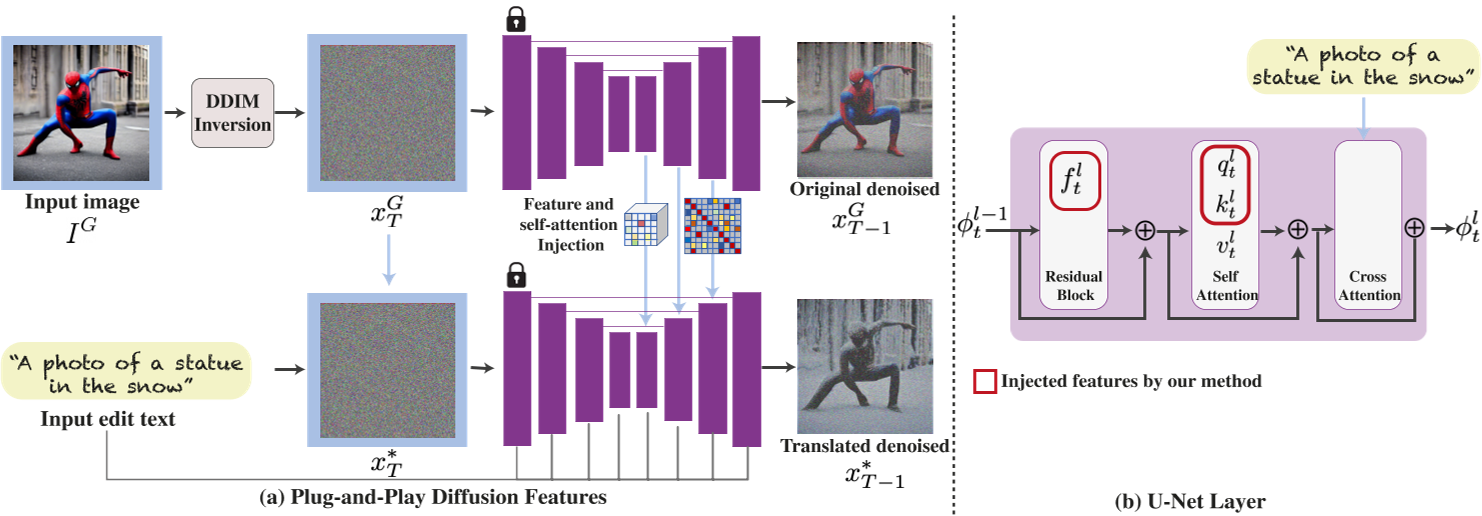 DDIM
Inversion
Input image
I^G
x_T^G
Feature and
self-attention
Injection
Original denoised
x_{T-1}^G
"A photo of a statue
in the snow"
Input edit text
x_T^*
Translated denoised
x_{T-1}^*
(a) Plug-and-Play Diffusion Features
"A photo of a
statue in the snow"
ϕ_t^{l-1}
f_t^l
Residual
Block
⊕
q_t^l
k_t^l
v_t^l
Self
Attention
⊕
Cross
Attention
⊕
ϕ_t^l
Injected features by our method
(b) U-Net Layer